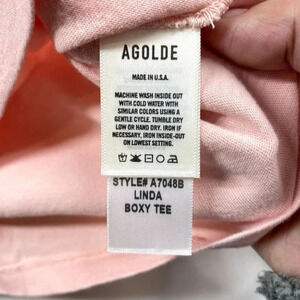 AGOLDE
MADE IN U.S.A.
MACHINE WASH INSIDE OUT
WITH COLD WATER WITH
SIMILAR COLORS USING A
GENTLE CYCLE. TUMBLE DRY
LOW OR HAND DRY. IRON IF
NECESSARY, IRON INSIDE-OUT
ON LOWEST SETTING.
STYLE# A7048B
LINDA
BOXY TEE